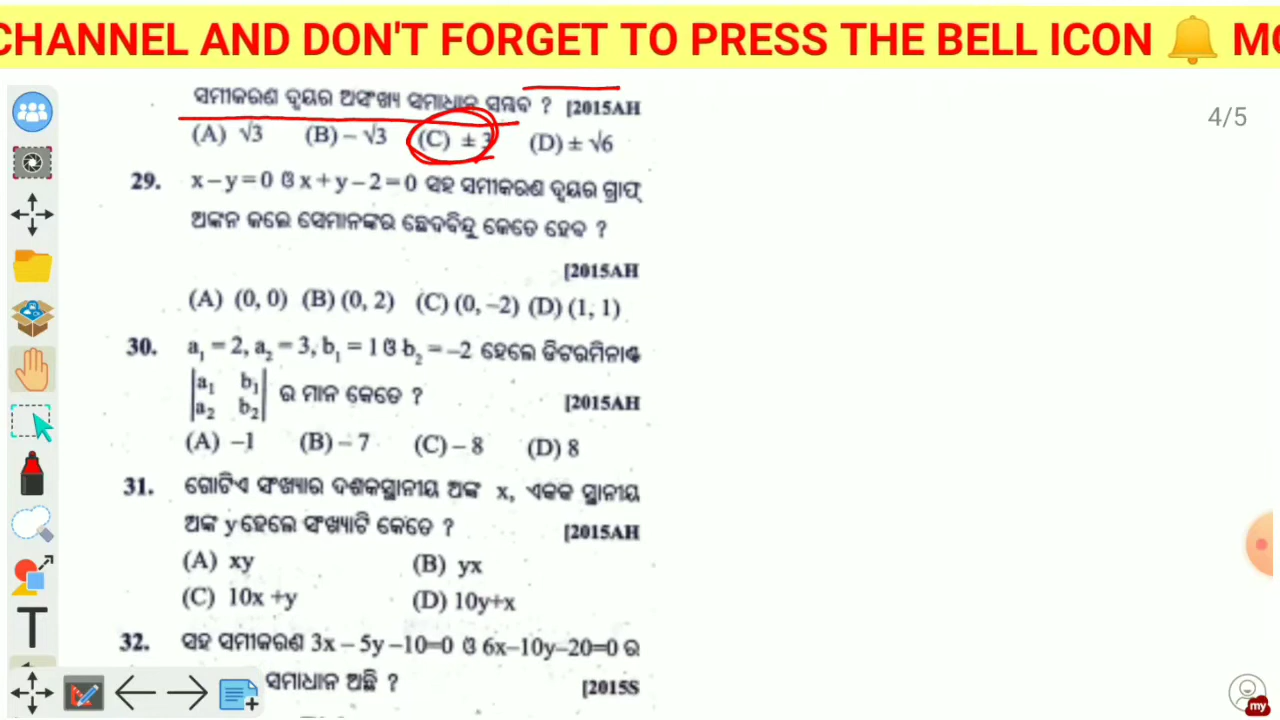 CHANNEL AND DON'T FORGET TO PRESS THE BELL ICON 🔔 MO
4/5
ସମୀକରଣ ଦ୍ଵୟର ଅସଂଖ୍ୟ ସମାଧାନ ସମ୍ଭବ ? [2015AH
(A) √3 (B) – √3 (C) ± 3 (D) ± √6
29. x – y = 0 ଓ x + y – 2 = 0 ସହ ସମୀକରଣ ଦ୍ଵୟର ଗ୍ରାଫ୍
ଅଙ୍କନ କଲେ ସେମାନଙ୍କର ଛେଦବିନ୍ଦୁ କେତେ ହେବ ?
[2015AH
(A) (0, 0) (B) (0, 2) (C) (0, –2) (D) (1, 1)
30. a₁ = 2, a₂ = 3, b₁ = 1 ଓ b₂ = –2 ହେଲେ ଡିଟରମିନାଣ୍ଟ
|a₁ b₁|
|a₂ b₂| ର ମାନ କେତେ ? [2015AH
(A) –1 (B) – 7 (C) – 8 (D) 8
31. ଗୋଟିଏ ସଂଖ୍ୟାର ଦଶକସ୍ଥାନୀୟ ଅଙ୍କ x, ଏକକ ସ୍ଥାନୀୟ
ଅଙ୍କ y ହେଲେ ସଂଖ୍ୟାଟି କେତେ ? [2015AH
(A) xy (B) yx
(C) 10x +y (D) 10y+x
32. ସହ ସମୀକରଣ 3x – 5y –10=0 ଓ 6x–10y–20=0 ର
ସମାଧାନ ଅଛି ? [2015S
T
my